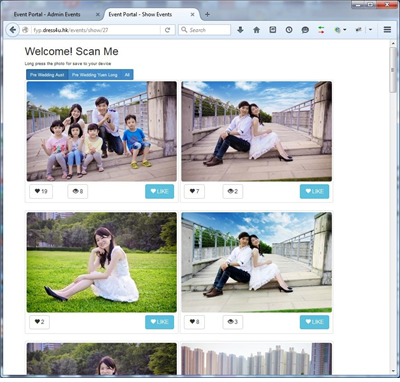 Event Portal - Admin Events
Event Portal - Show Events
fyp.dress4u.hk/events/show/27
Search
Welcome! Scan Me
Long press the photo for save to your device
Pre Wedding Aust
Pre Wedding Yuen Long
All
19
8
LIKE
7
2
LIKE
2
LIKE
8
3
LIKE